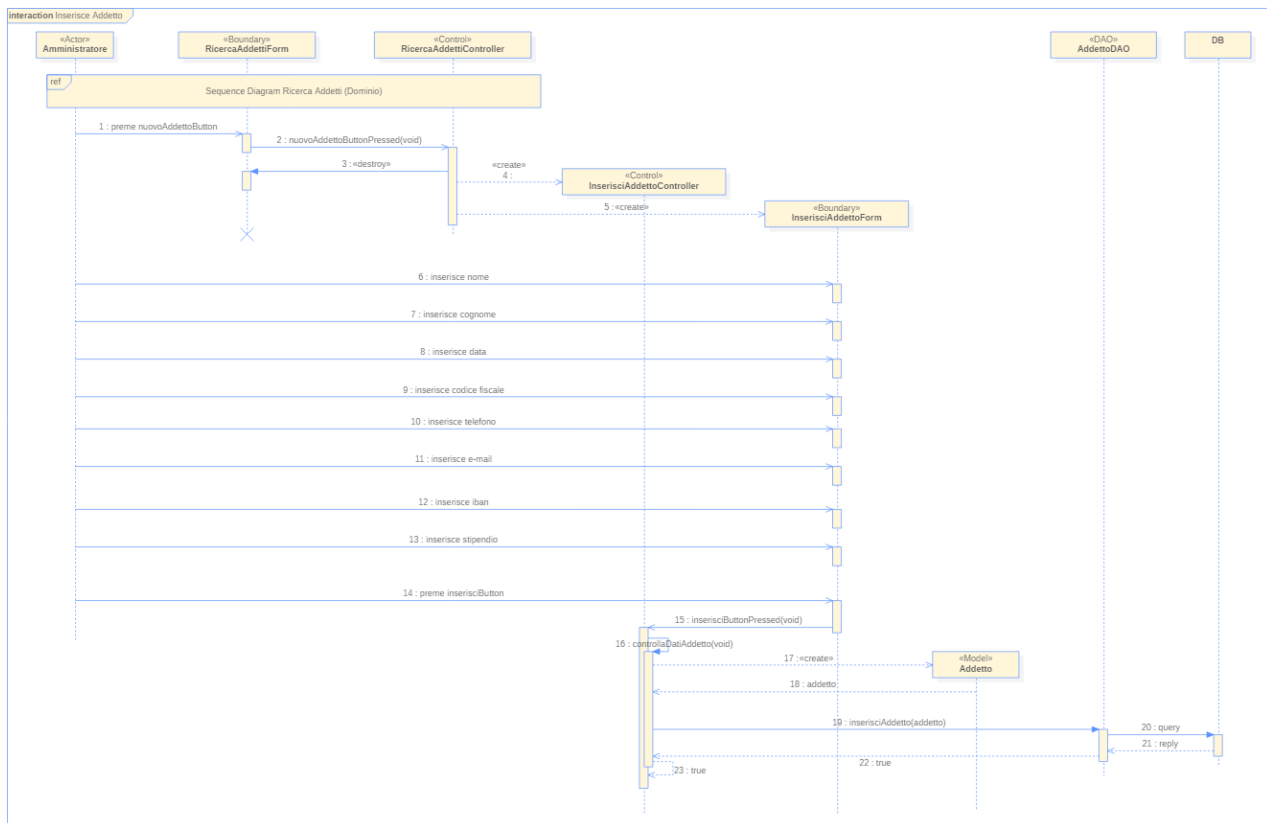 interaction Inserisce Addetto
«Actor»
Amministratore
«Boundary»
RicercaAddettiForm
«Control»
RicercaAddettiController
«DAO»
AddettoDAO
DB
ref
Sequence Diagram Ricerca Addetti (Dominio)
1 : preme nuovoAddettoButton
2 : nuovoAddettoButtonPressed(void)
3 : «destroy»
«create»
4 :
«Control»
InserisciAddettoController
5 : «create»
«Boundary»
InserisciAddettoForm
6 : inserisce nome
7 : inserisce cognome
8 : inserisce data
9 : inserisce codice fiscale
10 : inserisce telefono
11 : inserisce e-mail
12 : inserisce iban
13 : inserisce stipendio
14 : preme inserisciButton
15 : inserisciButtonPressed(void)
16 : controllaDatiAddetto(void)
17 : «create»
«Model»
Addetto
18 : addetto
19 : inserisciAddetto(addetto)
20 : query
21 : reply
22 : true
23 : true